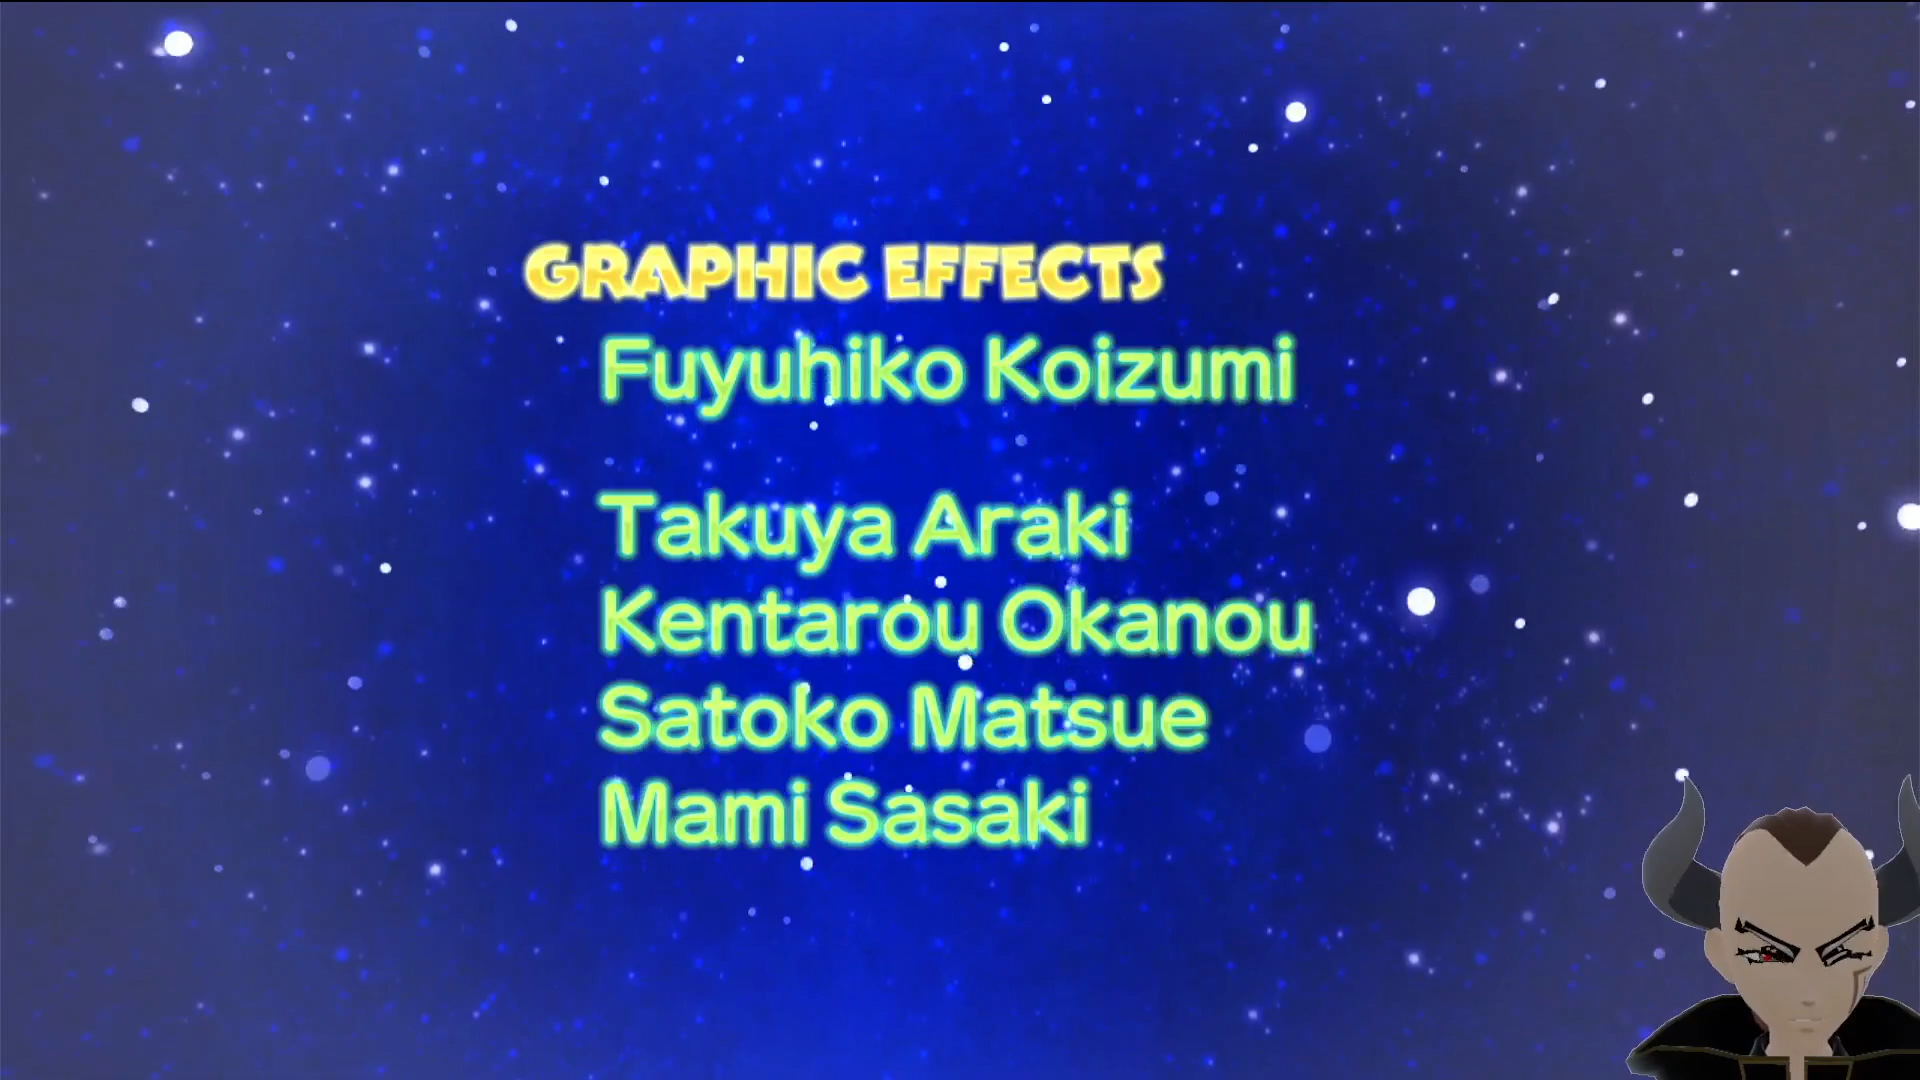 GRAPHIC EFFECTS
Fuyuhiko Koizumi
Takuya Araki
Kentarou Okanou
Satoko Matsue
Mami Sasaki